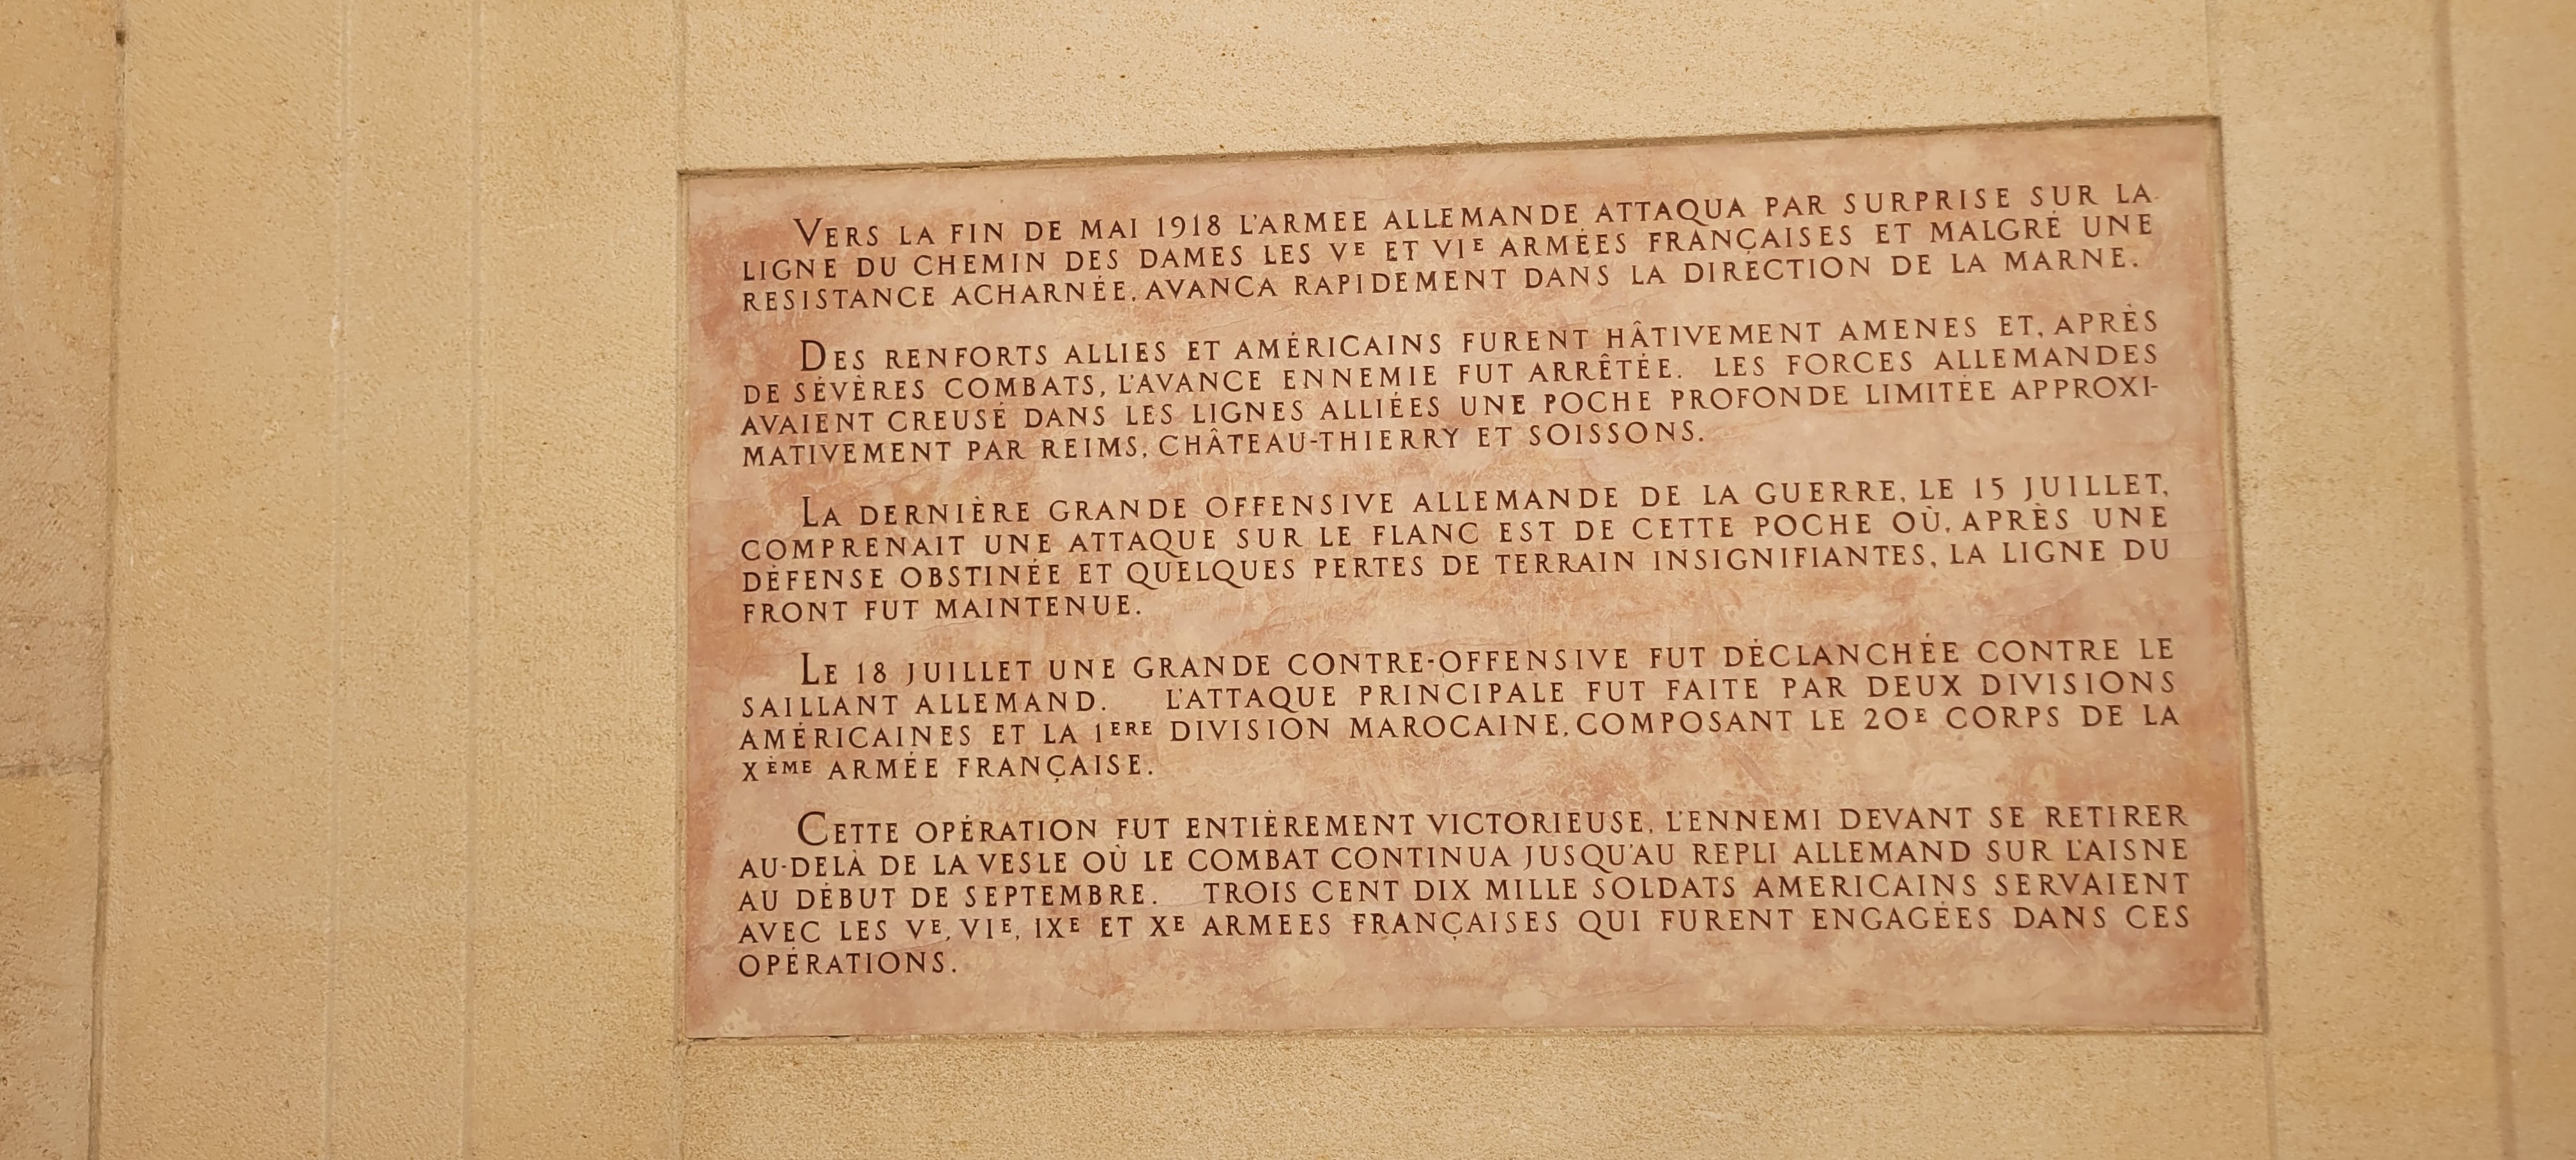 VERS LA FIN DE MAI 1918 L'ARMEE ALLEMANDE ATTAQUA PAR SURPRISE SUR LA
LIGNE DU CHEMIN DES DAMES LES VE ET VIE ARMÉES FRANÇAISES ET MALGRÉ UNE
RESISTANCE ACHARNÉE, AVANCA RAPIDEMENT DANS LA DIRECTION DE LA MARNE.
DES RENFORTS ALLIES ET AMÉRICAINS FURENT HÂTIVEMENT AMENES ET, APRÈS
DE SÉVÈRES COMBATS, L'AVANCE ENNEMIE FUT ARRÊTÉE. LES FORCES ALLEMANDES
AVAIENT CREUSÉ DANS LES LIGNES ALLIÉES UNE POCHE PROFONDE LIMITÉE APPROXI-
MATIVEMENT PAR REIMS, CHÂTEAU-THIERRY ET SOISSONS.
LA DERNIÈRE GRANDE OFFENSIVE ALLEMANDE DE LA GUERRE, LE 15 JUILLET,
COMPRENAIT UNE ATTAQUE SUR LE FLANC EST DE CETTE POCHE OÙ, APRÈS UNE
DÉFENSE OBSTINÉE ET QUELQUES PERTES DE TERRAIN INSIGNIFIANTES, LA LIGNE DU
FRONT FUT MAINTENUE.
LE 18 JUILLET UNE GRANDE CONTRE-OFFENSIVE FUT DÉCLANCHÉE CONTRE LE
SAILLANT ALLEMAND. L'ATTAQUE PRINCIPALE FUT FAITE PAR DEUX DIVISIONS
AMÉRICAINES ET LA 1ERE DIVISION MAROCAINE, COMPOSANT LE 20E CORPS DE LA
XÈME ARMÉE FRANÇAISE.
CETTE OPÉRATION FUT ENTIÈREMENT VICTORIEUSE, L'ENNEMI DEVANT SE RETIRER
AU-DELÀ DE LA VESLE OÙ LE COMBAT CONTINUA JUSQU'AU REPLI ALLEMAND SUR L'AISNE
AU DÉBUT DE SEPTEMBRE. TROIS CENT DIX MILLE SOLDATS AMERICAINS SERVAIENT
AVEC LES VE, VIE, IXE ET XE ARMEES FRANÇAISES QUI FURENT ENGAGÉES DANS CES
OPÉRATIONS.